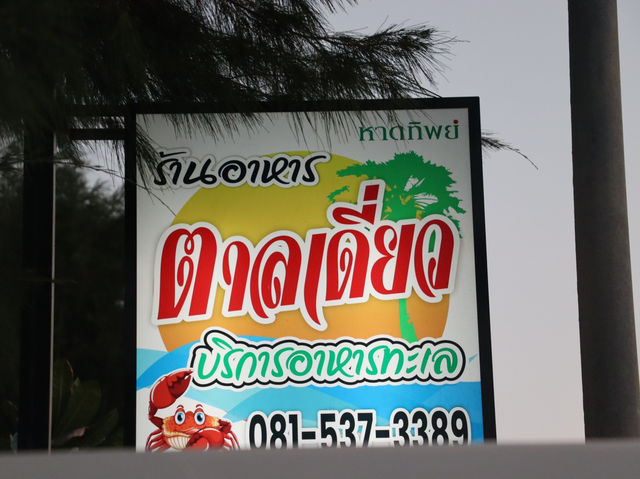 หาดทิพย์
ร้านอาหาร
ตาลเดี่ยว
บริการอาหารทะเล
081-537-3389